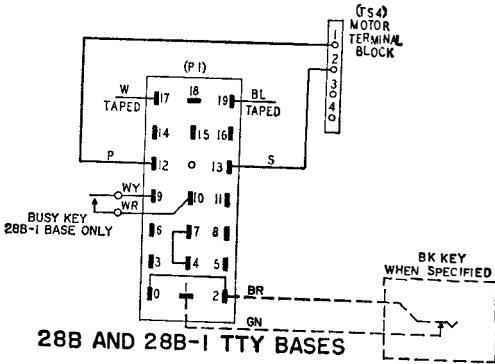 (TS4)
MOTOR
TERMINAL
BLOCK
1
2
3
4
(P1)
W
TAPED
17
18
19
BL
TAPED
14
15
16
P
12
13
S
WY
9
10
11
WR
BUSY KEY
28B-1 BASE ONLY
6
7
8
3
4
5
0
2
BR
GN
BK KEY
WHEN SPECIFIED
28B AND 28B-1 TTY BASES